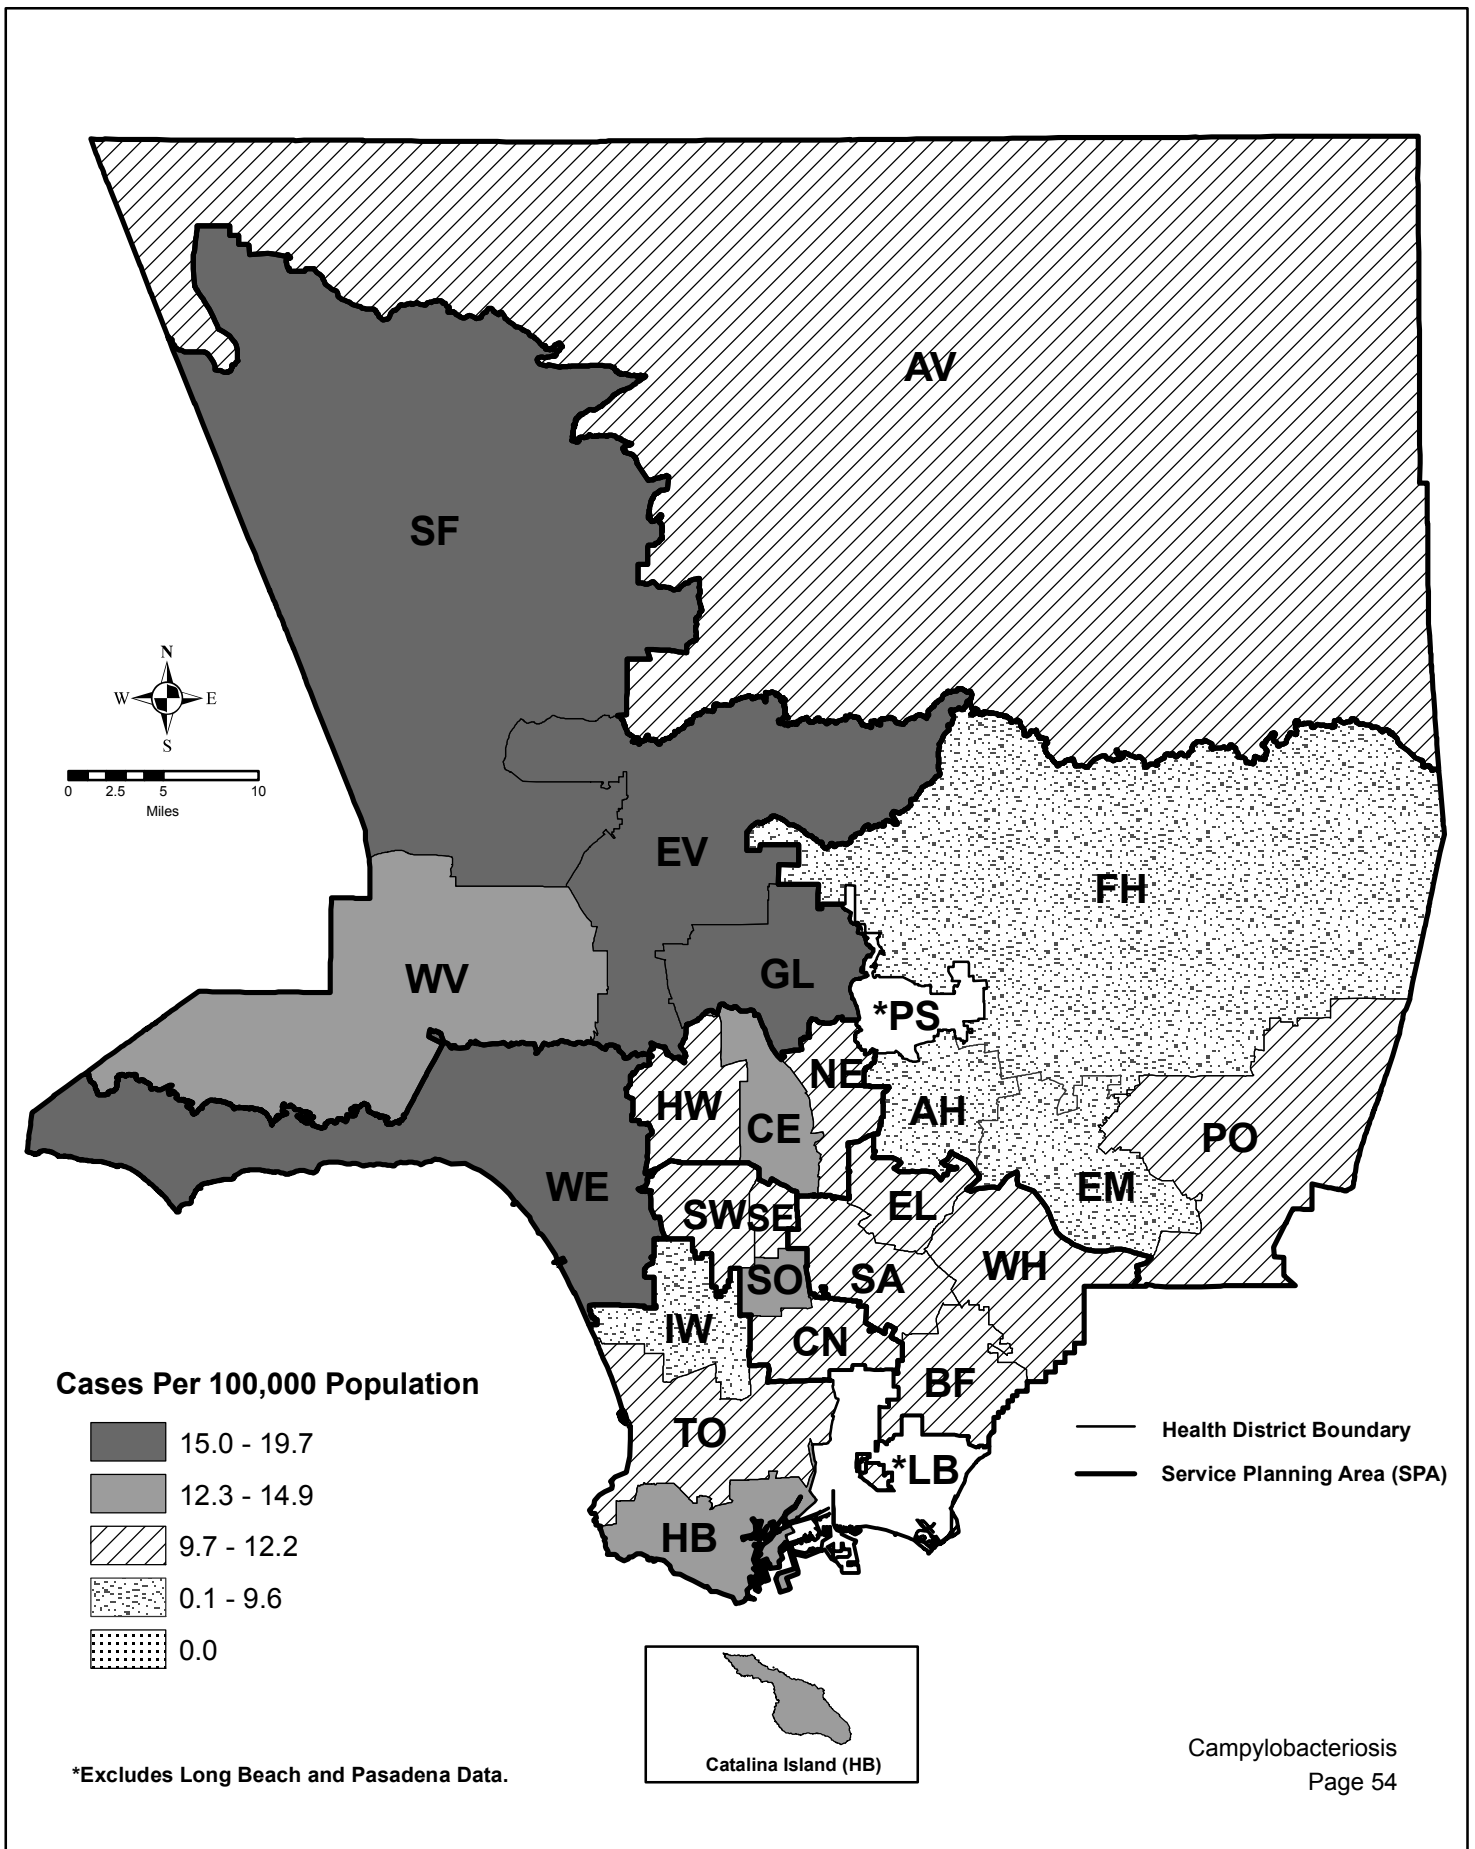 AV
SF
N
W E
S
0 2.5 5 10
Miles
EV
FH
WV
GL
*PS
NE
HW
CE
AH
PO
WE
EM
SW
SE
EL
SO
SA
WH
IW
CN
BF
TO
*LB
HB
Cases Per 100,000 Population
15.0 - 19.7
12.3 - 14.9
9.7 - 12.2
0.1 - 9.6
0.0
Health District Boundary
Service Planning Area (SPA)
Catalina Island (HB)
*Excludes Long Beach and Pasadena Data.
Campylobacteriosis
Page 54